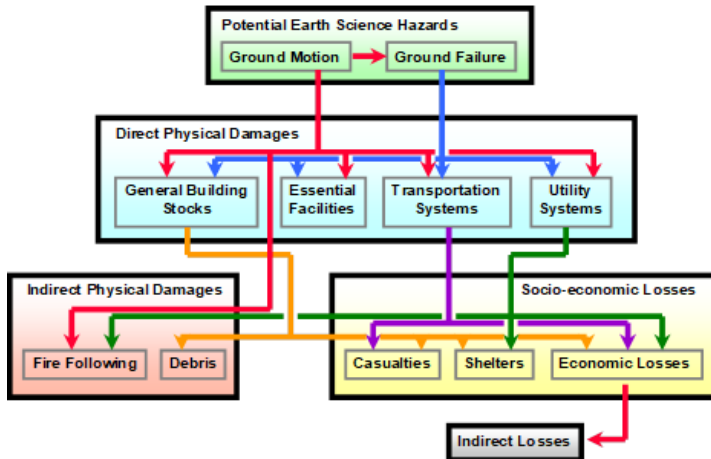 Potential Earth Science Hazards
Ground Motion
Ground Failure
Direct Physical Damages
General Building
Stocks
Essential
Facilities
Transportation
Systems
Utility
Systems
Indirect Physical Damages
Fire Following
Debris
Socio-economic Losses
Casualties
Shelters
Economic Losses
Indirect Losses